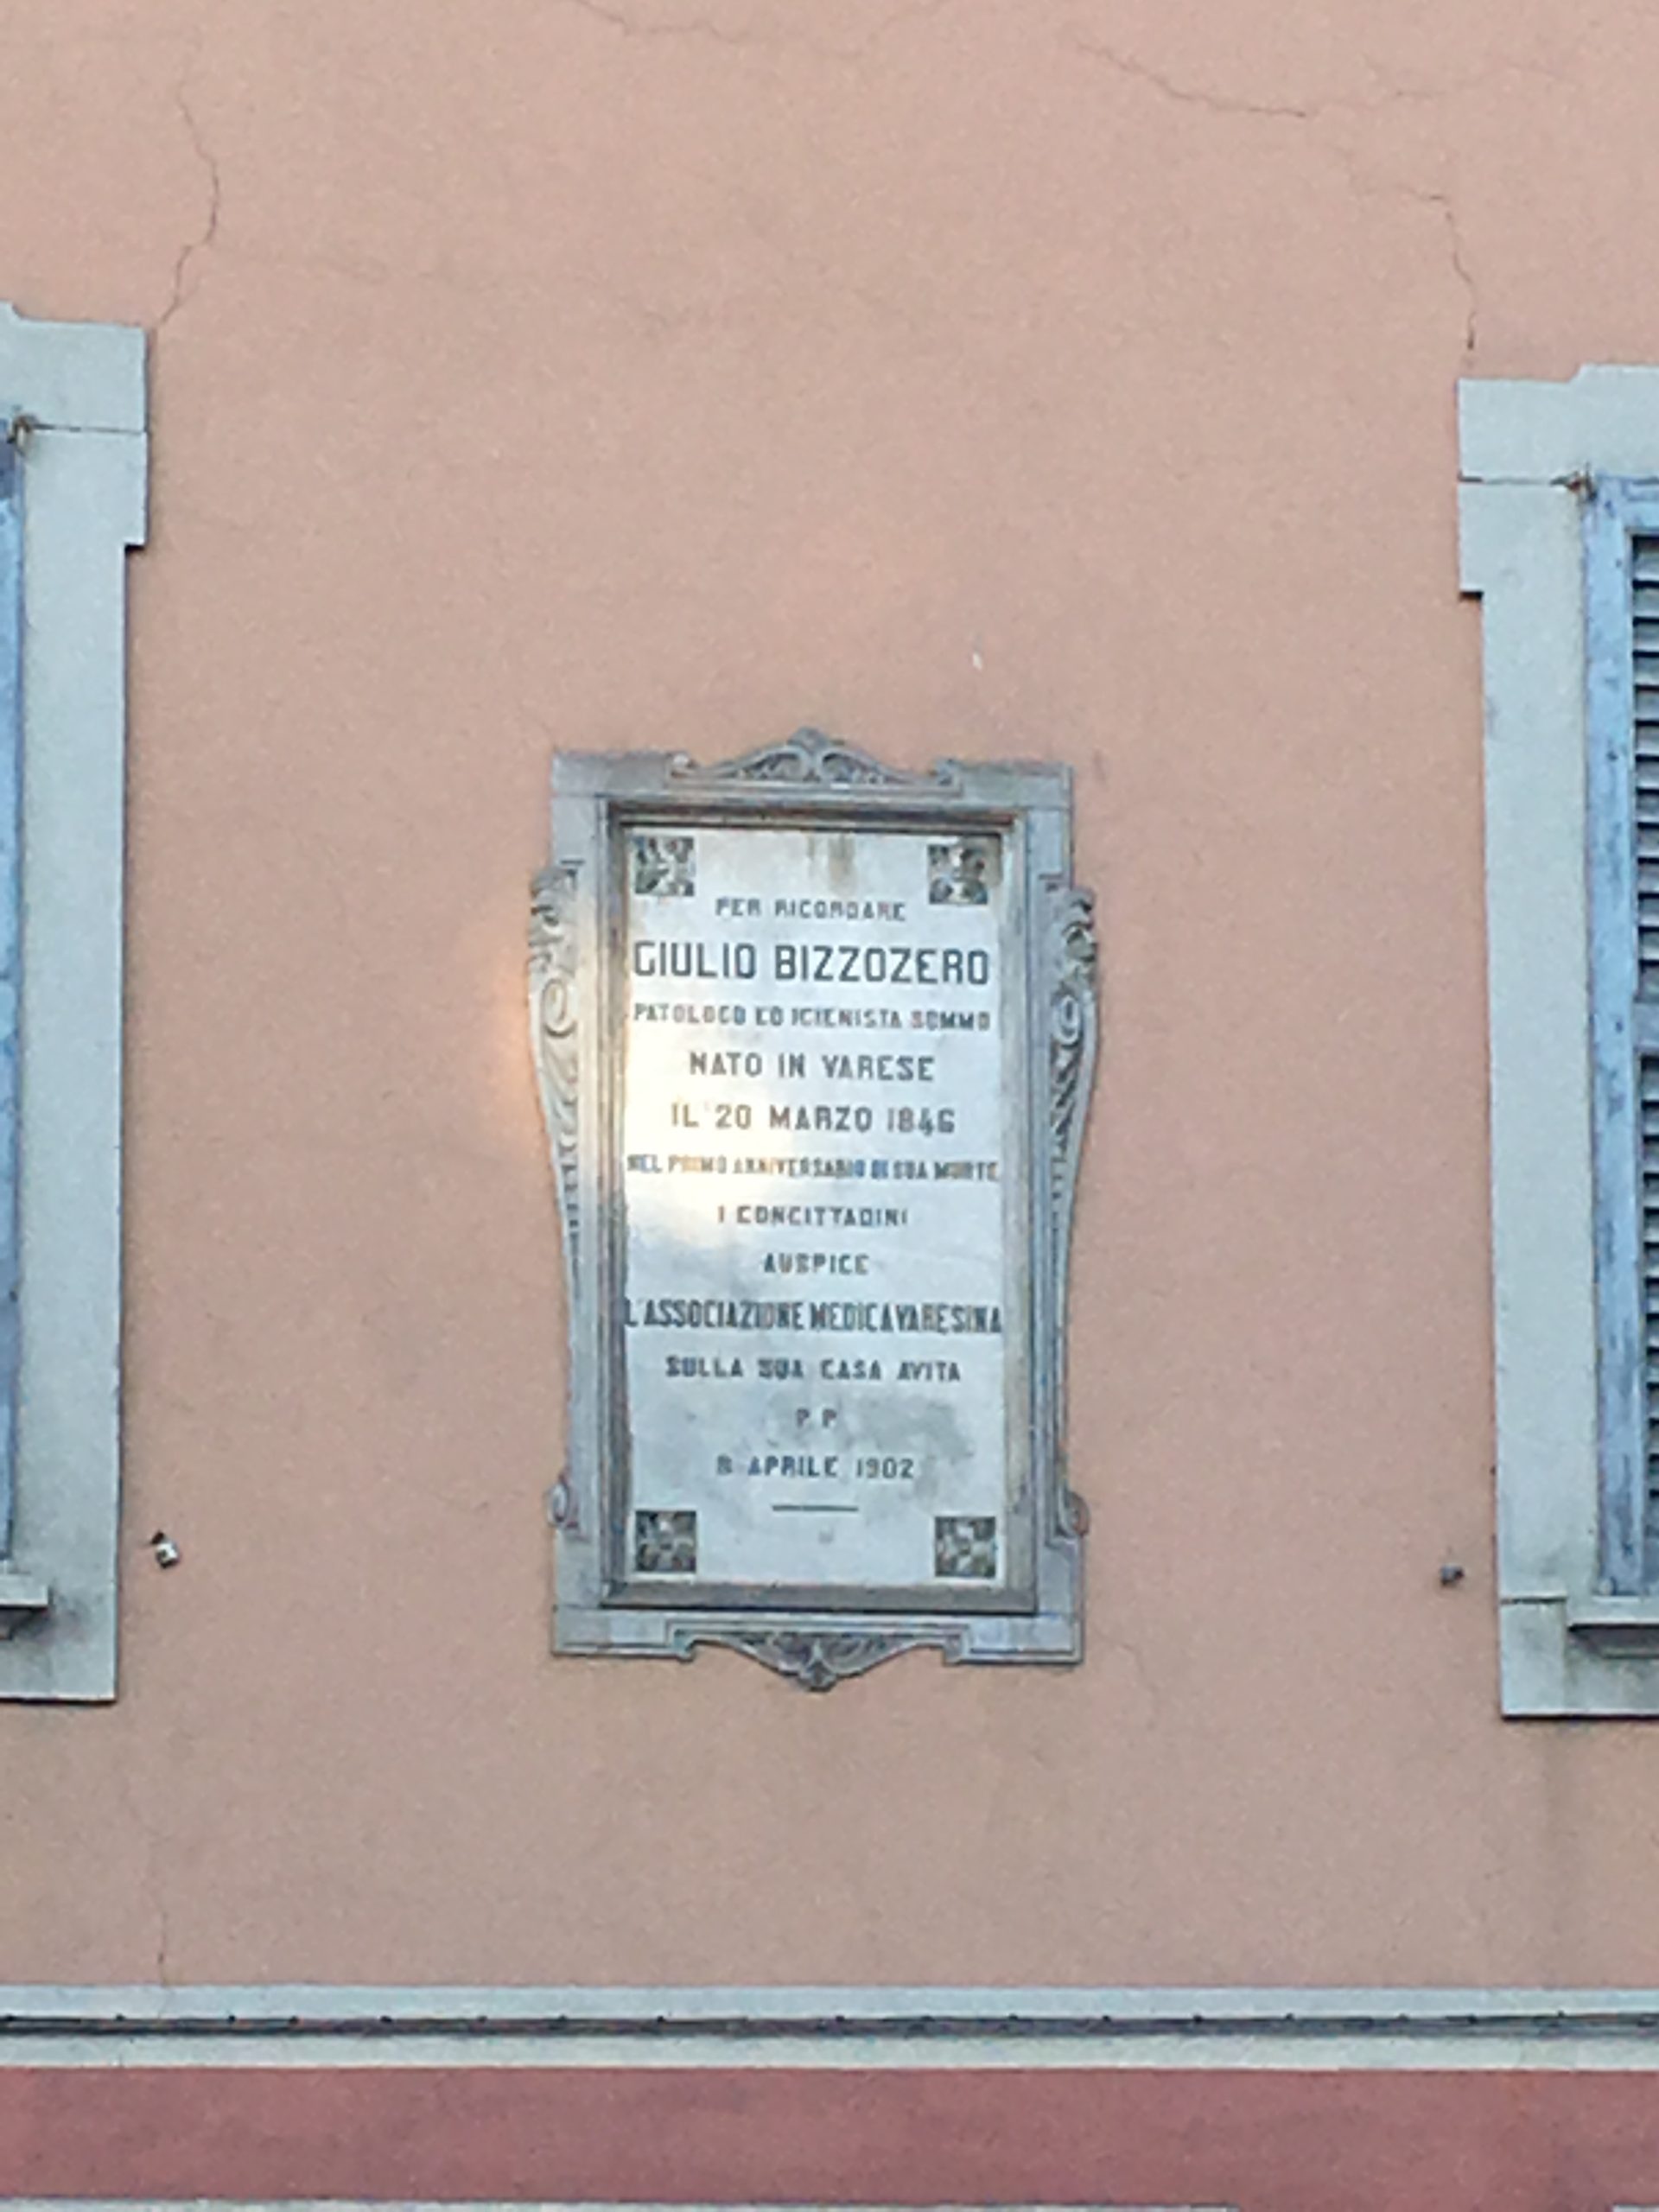 PER RICORDARE
GIULIO BIZZOZERO
PATOLOGO ED IGIENISTA SOMMO
NATO IN VARESE
IL 20 MARZO 1846
NEL PRIMO ANNIVERSARIO DI SUA MORTE
I CONCITTADINI
AUSPICE
L'ASSOCIAZIONE MEDICA VARESINA
SULLA SUA CASA AVITA
P P
8 APRILE 1902